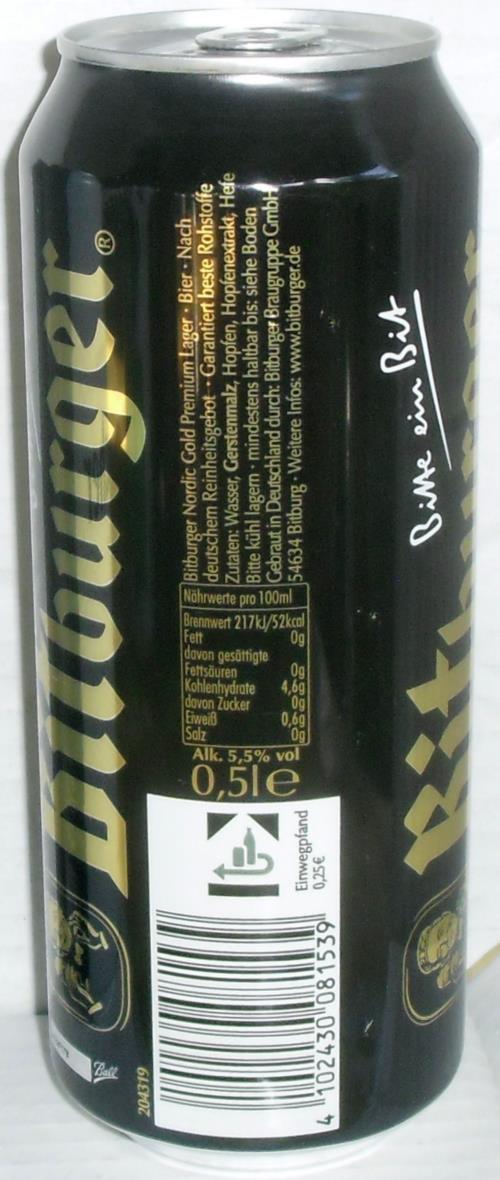 Bitburger®
Bitburger Nordic Gold Premium Lager · Bier · Nach
deutschem Reinheitsgebot · Garantiert beste Rohstoffe
Zutaten: Wasser, Gerstenmalz, Hopfen, Hopfenextrakt, Hefe
Bitte kühl lagern · mindestens haltbar bis: siehe Boden
Gebraut in Deutschland durch: Bitburger Braugruppe GmbH
54634 Bitburg · Weitere Infos: www.bitburger.de
Nährwerte pro 100ml
Brennwert 217kJ/52kcal
Fett 0g
davon gesättigte
Fettsäuren 0g
Kohlenhydrate 4,6g
davon Zucker 0g
Eiweiß 0,6g
Salz 0g
Alk. 5,5% vol
0,5l e
Einwegpfand
0,25€
4 102430 081539
204319
Ball
Bitte ein Bit
Bitburger